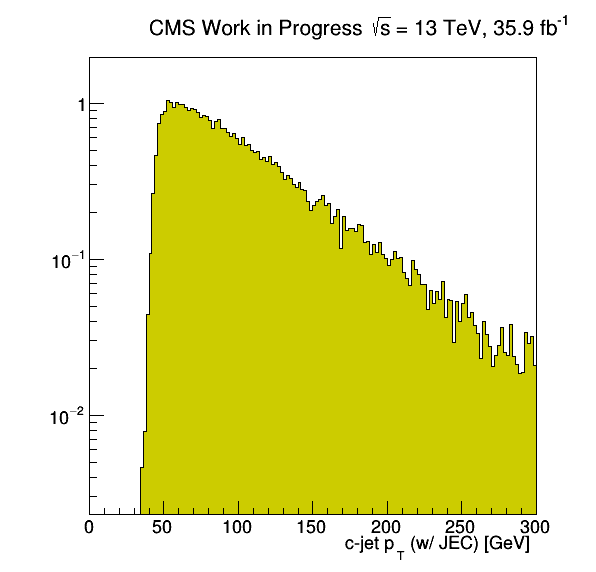 CMS Work in Progress √s = 13 TeV, 35.9 fb⁻¹
1
10⁻¹
10⁻²
0 50 100 150 200 250 300
c-jet p_T (w/ JEC) [GeV]